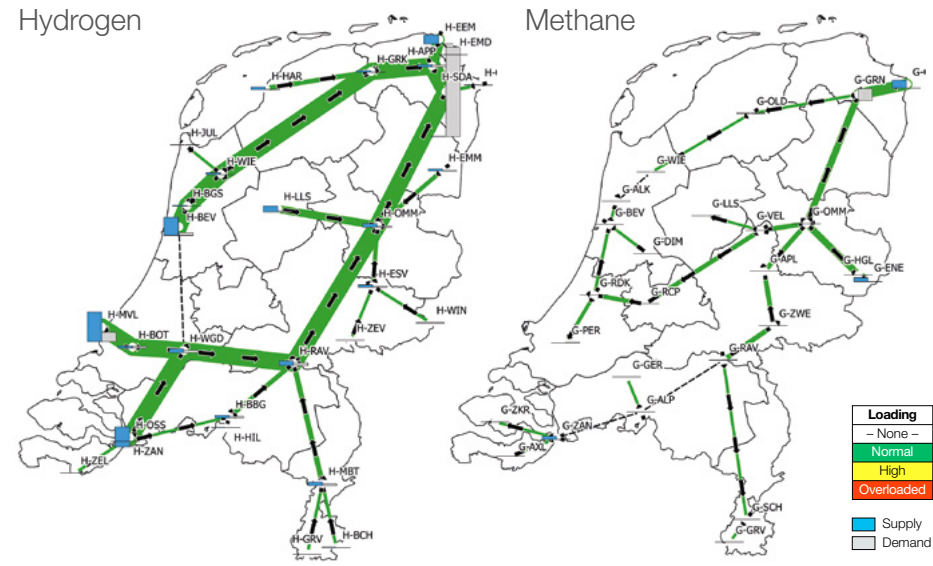 Hydrogen
Methane
H-EEM
H-EMD
H-APP
H-GRK
H-SDA
H-HAR
H-JUL
H-WIE
H-EMM
H-BGS
H-LLS
H-BEV
H-OMM
H-ESV
H-WIN
H-MVL
H-BOT
H-WGD
H-ZEV
H-RAV
H-BBG
H-OSS
H-HIL
H-ZAN
H-ZEL
H-MBT
H-GRV
H-BCH
G-GRN
G-OLD
G-WIE
G-ALK
G-LLS
G-VEL
G-OMM
G-BEV
G-DIM
G-APL
G-HGL
G-ENE
G-RDK
G-RCP
G-PER
G-ZWE
G-RAV
G-GER
G-ALP
G-ZKR
G-ZAN
G-AXL
G-SCH
G-GRV
Loading
– None –
Normal
High
Overloaded
Supply
Demand